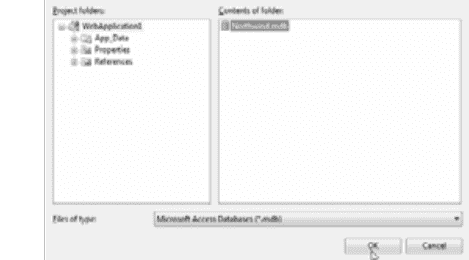 Project folders:
Contents of folder:
WebApplication1
Northwind.mdb
App_Data
Properties
References
Files of type:
Microsoft Access Databases (*.mdb)
OK
Cancel